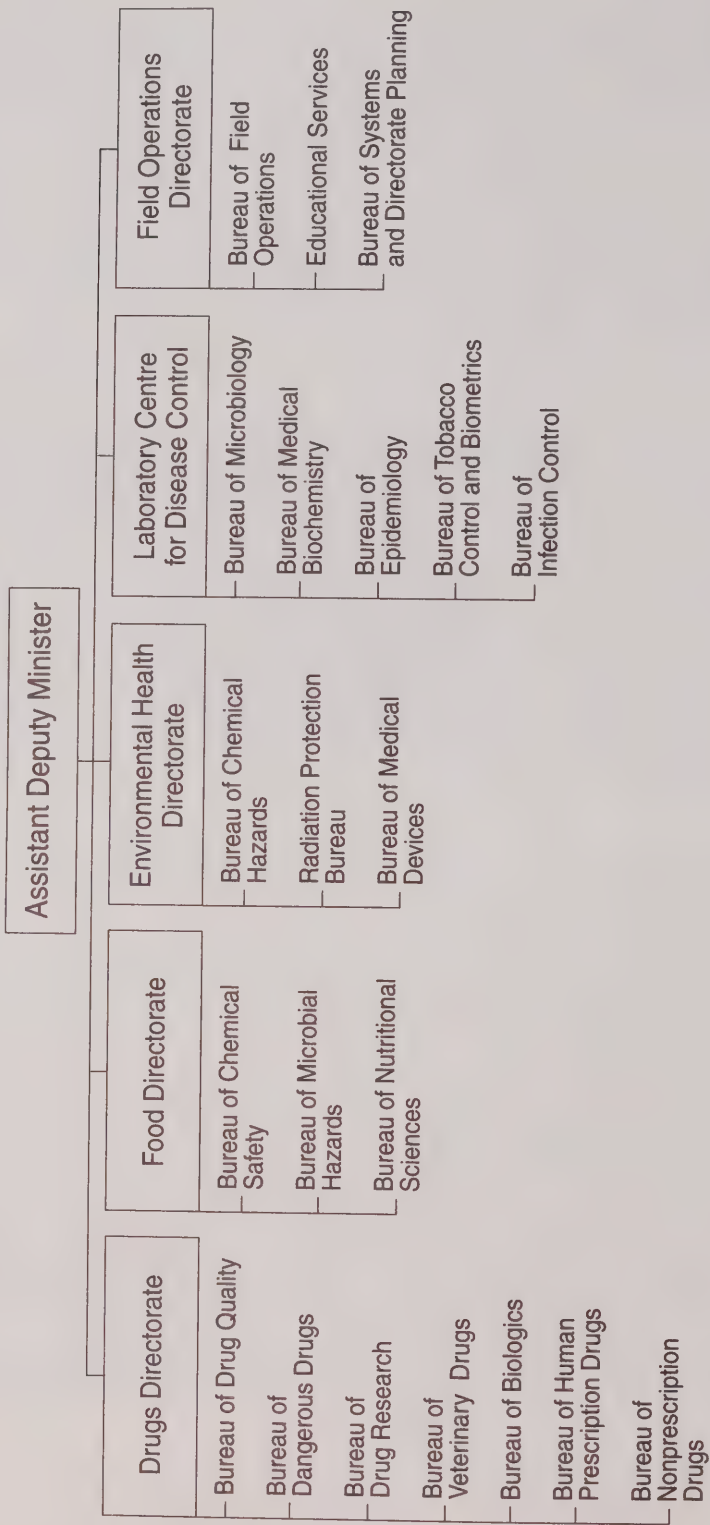 Assistant Deputy Minister
Drugs Directorate
Bureau of Drug Quality
Bureau of
Dangerous Drugs
Bureau of
Drug Research
Bureau of
Veterinary Drugs
Bureau of Biologics
Bureau of Human
Prescription Drugs
Bureau of
Nonprescription
Drugs
Food Directorate
Bureau of Chemical
Safety
Bureau of Microbial
Hazards
Bureau of Nutritional
Sciences
Environmental Health
Directorate
Bureau of Chemical
Hazards
Radiation Protection
Bureau
Bureau of Medical
Devices
Laboratory Centre
for Disease Control
Bureau of Microbiology
Bureau of Medical
Biochemistry
Bureau of
Epidemiology
Bureau of Tobacco
Control and Biometrics
Bureau of
Infection Control
Field Operations
Directorate
Bureau of Field
Operations
Educational Services
Bureau of Systems
and Directorate Planning